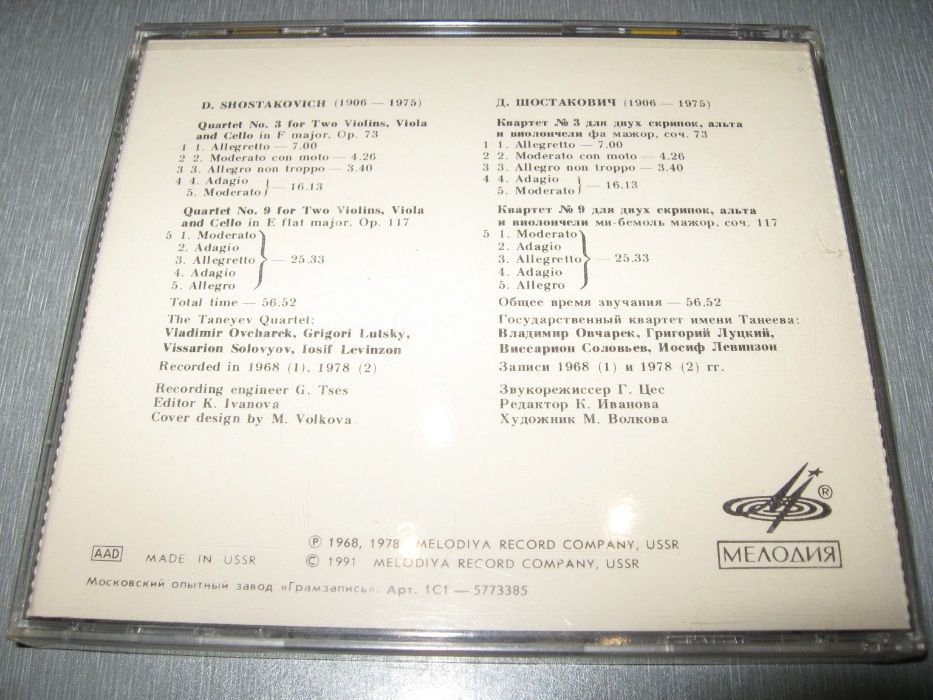 D. SHOSTAKOVICH (1906 — 1975)
Quartet No. 3 for Two Violins, Viola
and Cello in F major, Op. 73
1 1. Allegretto — 7.00
2 2. Moderato con moto — 4.26
3 3. Allegro non troppo — 3.40
4 4. Adagio
5. Moderato — 16.13
Quartet No. 9 for Two Violins, Viola
and Cello in E flat major, Op. 117
5 1. Moderato
2. Adagio
3. Allegretto — 25.33
4. Adagio
5. Allegro
Total time — 56.52
The Taneyev Quartet:
Vladimir Ovcharek, Grigori Lutsky,
Vissarion Solovyov, Iosif Levinzon
Recorded in 1968 (1), 1978 (2)
Recording engineer G. Tses
Editor K. Ivanova
Cover design by M. Volkova
Д. ШОСТАКОВИЧ (1906 — 1975)
Квартет № 3 для двух скрипок, альта
и виолончели фа мажор, соч. 73
1 1. Allegretto — 7.00
2 2. Moderato con moto — 4.26
3 3. Allegro non troppo — 3.40
4 4. Adagio
5. Moderato — 16.13
Квартет № 9 для двух скрипок, альта
и виолончели ми-бемоль мажор, соч. 117
5 1. Moderato
2. Adagio
3. Allegretto — 25.33
4. Adagio
5. Allegro
Общее время звучания — 56.52
Государственный квартет имени Танеева:
Владимир Овчарек, Григорий Луцкий,
Виссарион Соловьев, Иосиф Левинзон
Записи 1968 (1) и 1978 (2) гг.
Звукорежиссер Г. Цес
Редактор К. Иванова
Художник М. Волкова
®
МЕЛОДИЯ
AAD MADE IN USSR
℗ 1968, 1978 MELODIYA RECORD COMPANY, USSR
© 1991 MELODIYA RECORD COMPANY, USSR
Московский опытный завод «Грамзапись». Арт. 1С1 — 5773385